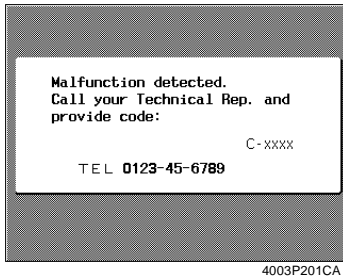 Malfunction detected.
Call your Technical Rep. and
provide code:
C-xxxx
TEL 0123-45-6789
4003P201CA